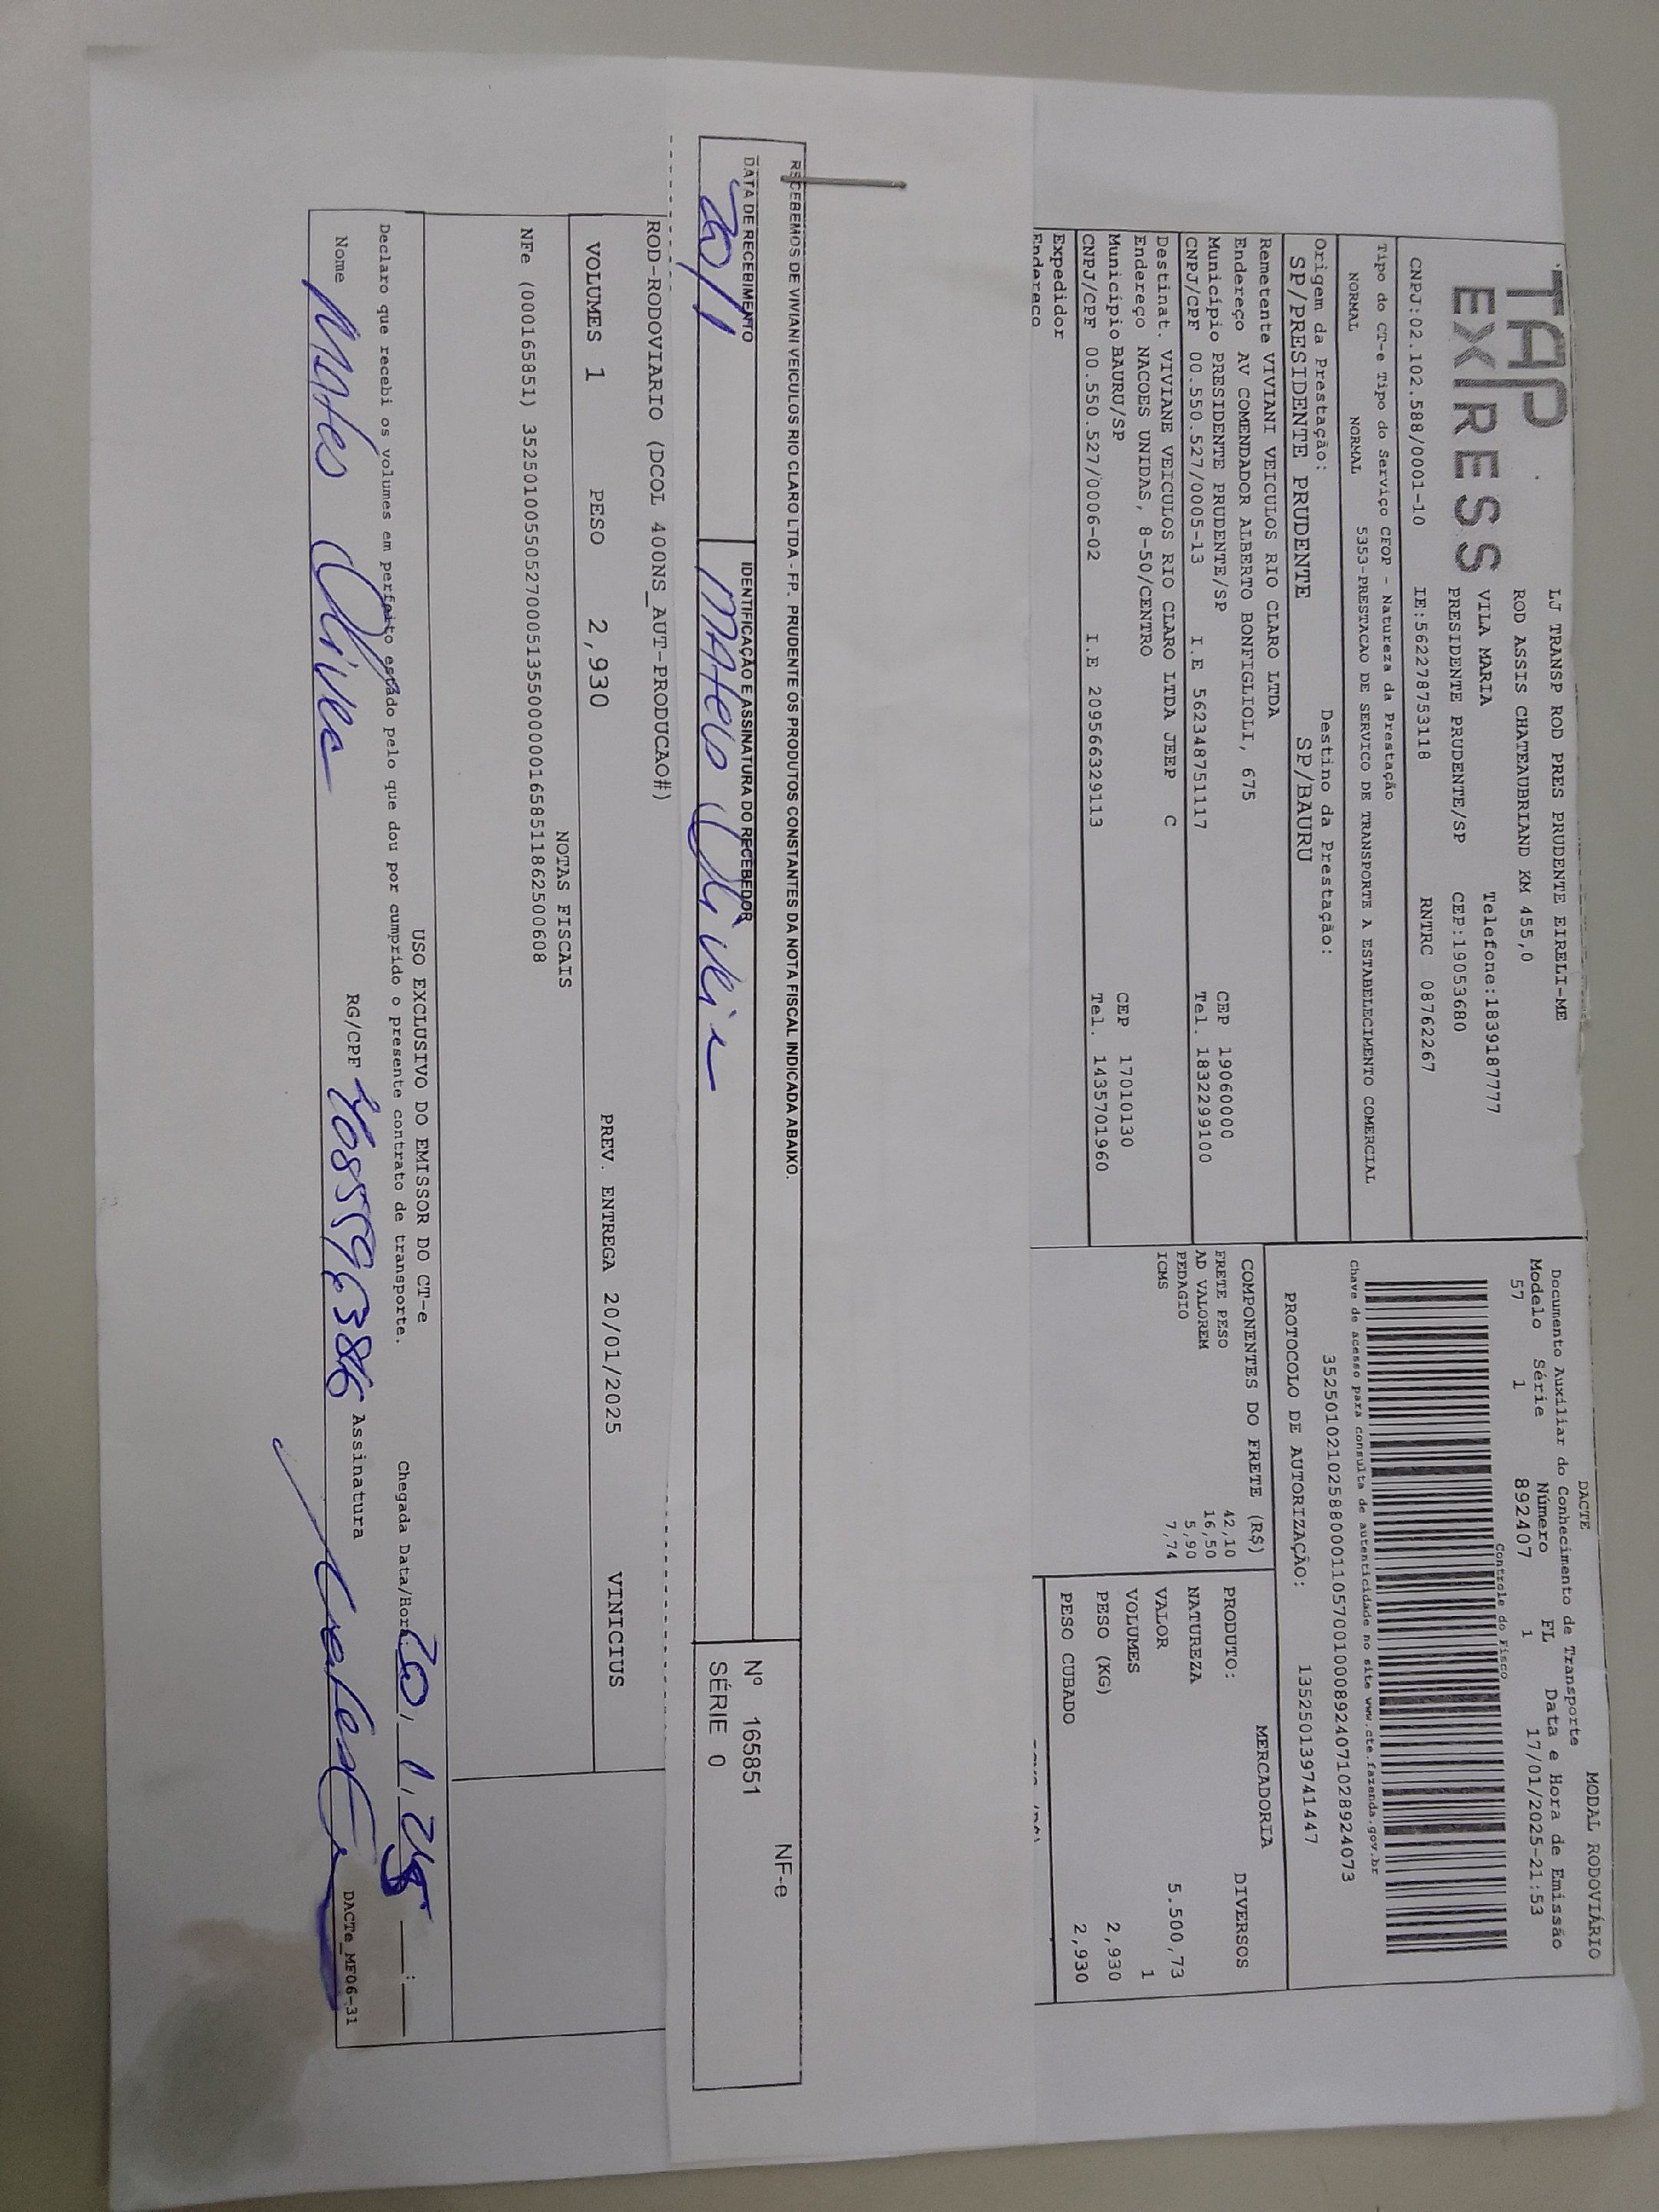 TAP
EXPRESS
LJ TRANSP ROD PRES PRUDENTE EIRELI-ME
ROD ASSIS CHATEAUBRIAND KM 455,0
VILA MARIA Telefone:1839187777
PRESIDENTE PRUDENTE/SP CEP:19053680
CNPJ:02.102.588/0001-10 IE:562278753118 RNTRC 08762267
Tipo do CT-e Tipo do Serviço CFOP - Natureza da Prestação
NORMAL NORMAL 5353-PRESTACAO DE SERVICO DE TRANSPORTE A ESTABELECIMENTO COMERCIAL
Origem da Prestação: Destino da Prestação:
SP/PRESIDENTE PRUDENTE SP/BAURU
Remetente VIVIANI VEICULOS RIO CLARO LTDA
Endereço AV COMENDADOR ALBERTO BONFIGLIOLI, 675
Município PRESIDENTE PRUDENTE/SP CEP 19060000
CNPJ/CPF 00.550.527/0005-13 I.E 562348751117 Tel. 1832299100
Destinat. VIVIANE VEICULOS RIO CLARO LTDA JEEP C
Endereço NACOES UNIDAS, 8-50/CENTRO
Município BAURU/SP CEP 17010130
CNPJ/CPF 00.550.527/0006-02 I.E 209566329113 Tel. 1435701960
Expedidor
Endereço
DACTE MODAL RODOVIÁRIO
Documento Auxiliar do Conhecimento de Transporte
Modelo Série Número FL Data e Hora de Emissão
57 1 892407 1 17/01/2025-21:53
Controle do Fisco
Chave de acesso para consulta de autenticidade no site www.cte.fazenda.gov.br
35250102102588000110570010008924071028924073
PROTOCOLO DE AUTORIZAÇÃO: 135250139741447
COMPONENTES DO FRETE (R$)
FRETE PESO 42,10
AD VALOREM 16,50
PEDAGIO 5,90
ICMS 7,74
MERCADORIA
PRODUTO: DIVERSOS
NATUREZA
VALOR 5.500,73
VOLUMES 1
PESO (KG) 2,930
PESO CUBADO 2,930
RECEBEMOS DE VIVIANI VEICULOS RIO CLARO LTDA - FP. PRUDENTE OS PRODUTOS CONSTANTES DA NOTA FISCAL INDICADA ABAIXO.
DATA DE RECEBIMENTO IDENTIFICAÇÃO E ASSINATURA DO RECEBEDOR
20/1
NF-e
Nº 165851
SÉRIE 0
ROD-RODOVIARIO (DCOL 400NS_AUT-PRODUCAO#)
VOLUMES 1 PESO 2,930 PREV. ENTREGA 20/01/2025 VINICIUS
NOTAS FISCAIS
NFe (000165851) 35250100550527000513550000001658511862500608
USO EXCLUSIVO DO EMISSOR DO CT-e
Declaro que recebi os volumes em perfeito estado pelo que dou por cumprido o presente contrato de transporte. Chegada Data/Hora: 20/1/25 __:__
Nome RG/CPF Assinatura
DACTe_MF06-31